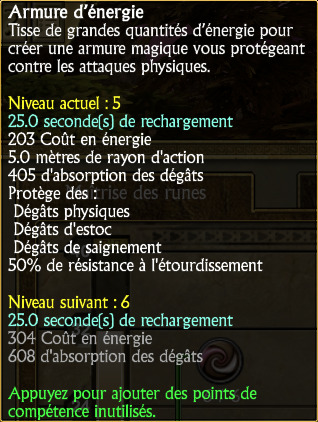 Armure d'énergie
Tisse de grandes quantités d'énergie pour
créer une armure magique vous protégeant
contre les attaques physiques.
Niveau actuel : 5
25.0 seconde(s) de rechargement
203 Coût en énergie
5.0 mètres de rayon d'action
405 d'absorption des dégâts
Protège des :
Maîtrise des runes
Dégâts physiques
Dégâts d'estoc
Dégâts de saignement
50% de résistance à l'étourdissement
Niveau suivant : 6
25.0 seconde(s) de rechargement
304 Coût en énergie
608 d'absorption des dégâts
Appuyez pour ajouter des points de
compétence inutilisés.